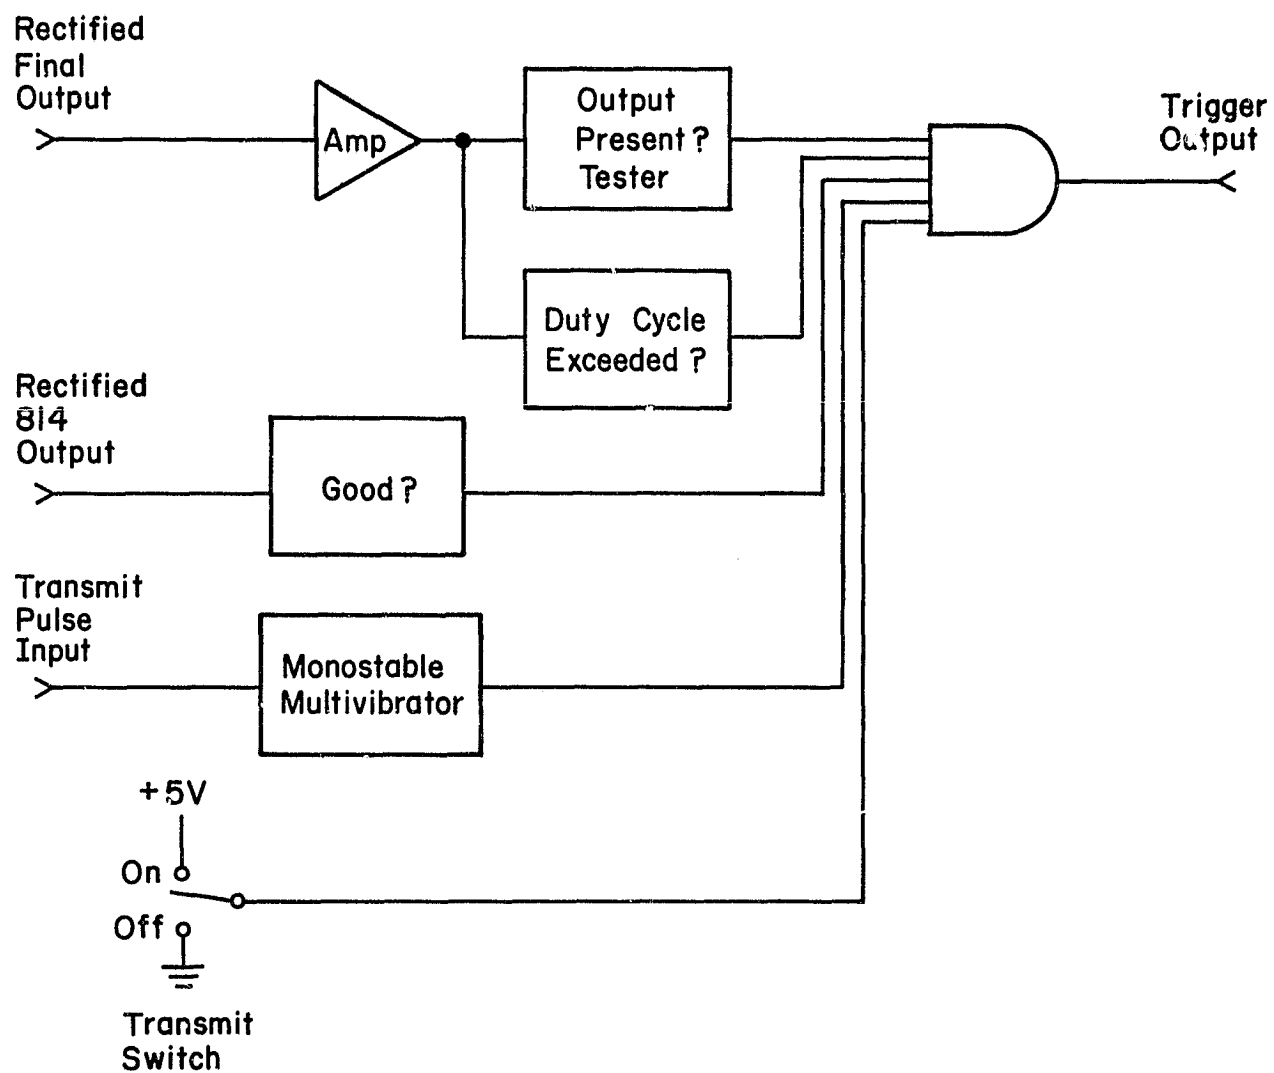 Rectified
Final
Output
Amp
Output
Present?
Tester
Trigger
Output
Duty Cycle
Exceeded?
Rectified
814
Output
Good?
Transmit
Pulse
Input
Monostable
Multivibrator
+5V
On
Off
Transmit
Switch